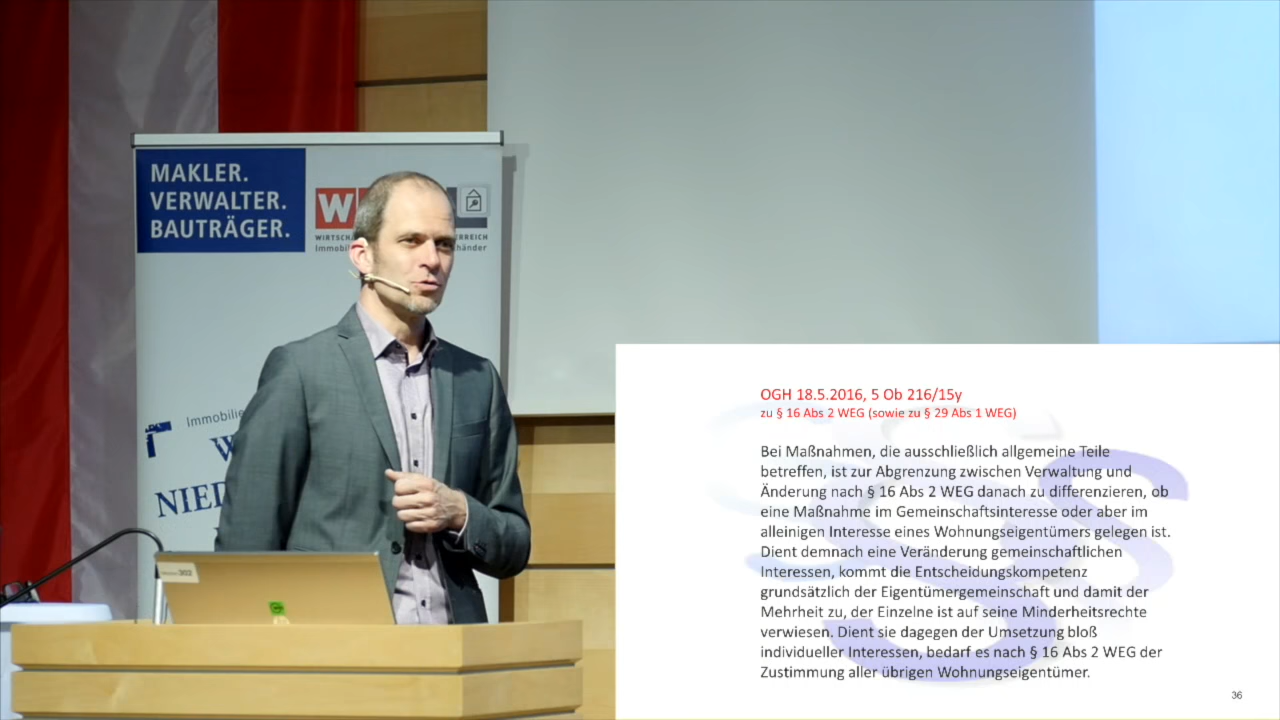 MAKLER.
VERWALTER.
BAUTRÄGER.
W
NIED
303
OGH 18.5.2016, 5 Ob 216/15y
zu § 16 Abs 2 WEG (sowie zu § 29 Abs 1 WEG)
Bei Maßnahmen, die ausschließlich allgemeine Teile
betreffen, ist zur Abgrenzung zwischen Verwaltung und
Änderung nach § 16 Abs 2 WEG danach zu differenzieren, ob
eine Maßnahme im Gemeinschaftsinteresse oder aber im
alleinigen Interesse eines Wohnungseigentümers gelegen ist.
Dient demnach eine Veränderung gemeinschaftlichen
Interessen, kommt die Entscheidungskompetenz
grundsätzlich der Eigentümergemeinschaft und damit der
Mehrheit zu, der Einzelne ist auf seine Minderheitsrechte
verwiesen. Dient sie dagegen der Umsetzung bloß
individueller Interessen, bedarf es nach § 16 Abs 2 WEG der
Zustimmung aller übrigen Wohnungseigentümer.
36